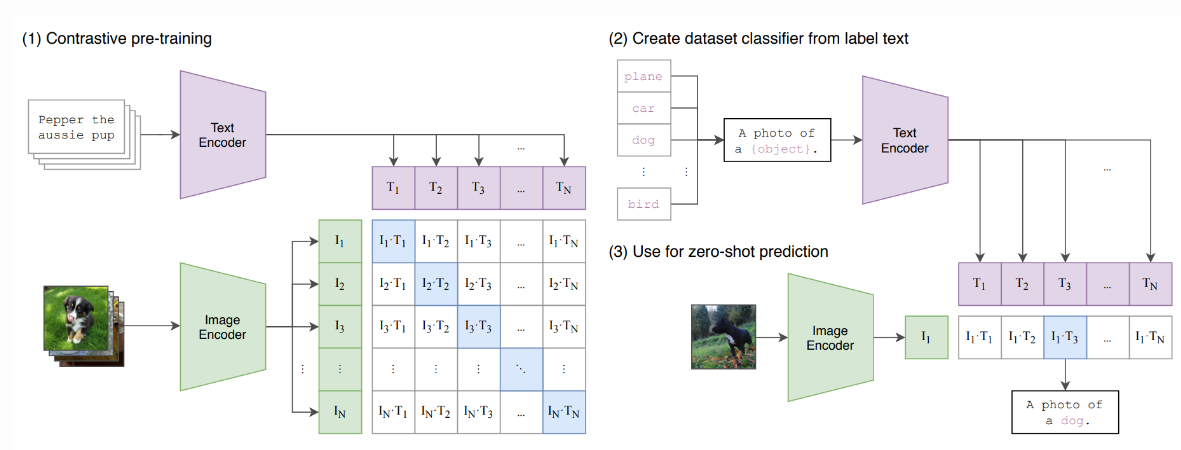 (1) Contrastive pre-training
Pepper the
aussie pup
Text
Encoder
...
T1 T2 T3 ... TN
I1 I1·T1 I1·T2 I1·T3 ... I1·TN
I2 I2·T1 I2·T2 I2·T3 ... I2·TN
Image
Encoder
I3 I3·T1 I3·T2 I3·T3 ... I3·TN
⋮ ⋮ ⋮ ⋮ ⋮ ⋱ ⋮
IN IN·T1 IN·T2 IN·T3 ... IN·TN
(2) Create dataset classifier from label text
plane
car
dog
⋮ ⋮
bird
A photo of
a {object}.
Text
Encoder
...
(3) Use for zero-shot prediction
T1 T2 T3 ... TN
Image
Encoder
I1 I1·T1 I1·T2 I1·T3 ... I1·TN
A photo of
a dog.